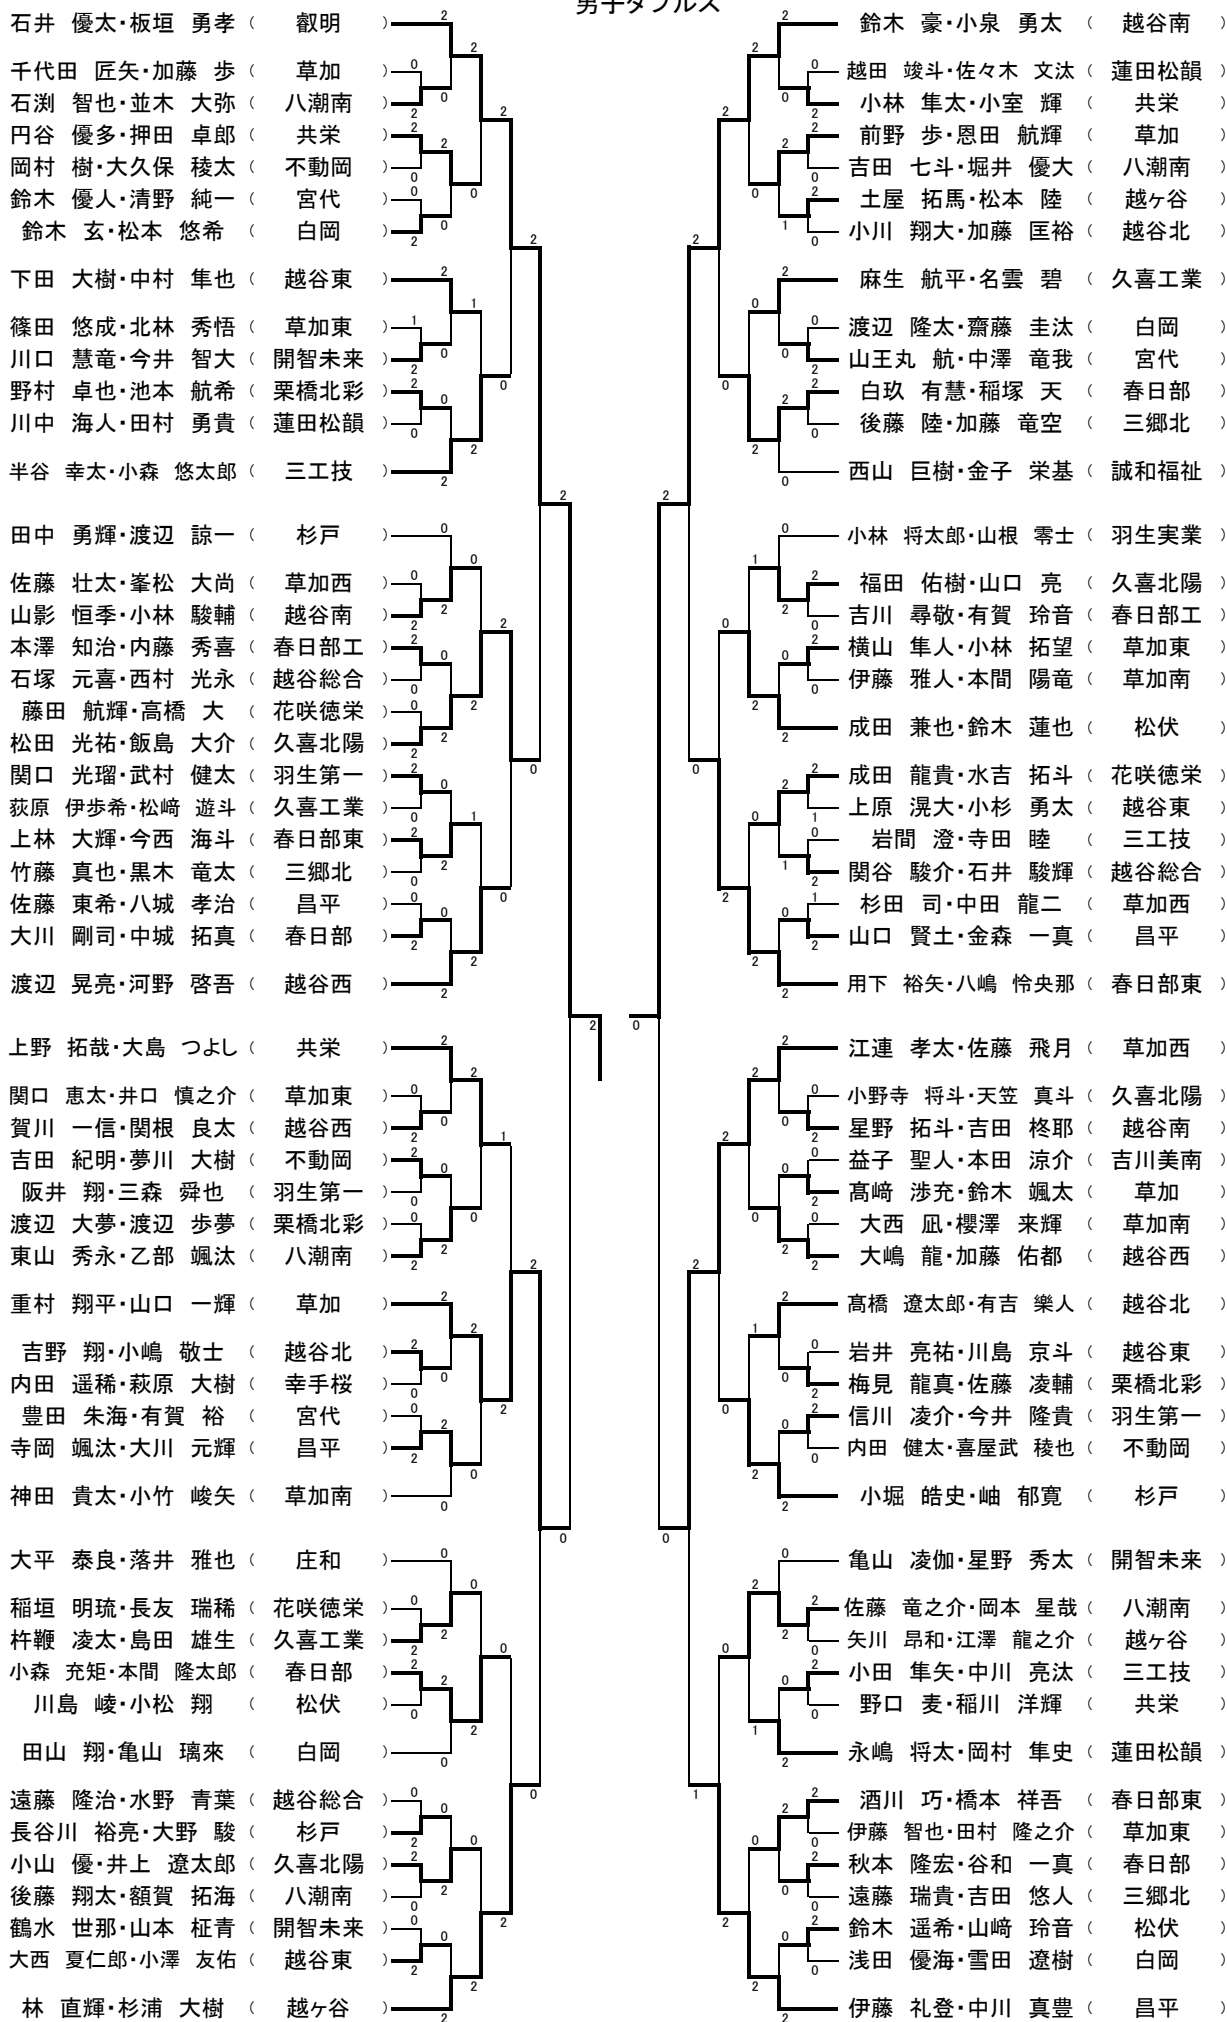 男子ダブルス
石井 優太・板垣 勇孝（ 叡明 ）
千代田 匠矢・加藤 歩（ 草加 ）
石渕 智也・並木 大弥（ 八潮南 ）
円谷 優多・押田 卓郎（ 共栄 ）
岡村 樹・大久保 稜太（ 不動岡 ）
鈴木 優人・清野 純一（ 宮代 ）
鈴木 玄・松本 悠希（ 白岡 ）
下田 大樹・中村 隼也（ 越谷東 ）
篠田 悠成・北林 秀悟（ 草加東 ）
川口 慧竜・今井 智大（ 開智未来 ）
野村 卓也・池本 航希（ 栗橋北彩 ）
川中 海人・田村 勇貴（ 蓮田松韻 ）
半谷 幸太・小森 悠太郎（ 三工技 ）
田中 勇輝・渡辺 諒一（ 杉戸 ）
佐藤 壮太・峯松 大尚（ 草加西 ）
山影 恒季・小林 駿輔（ 越谷南 ）
本澤 知治・内藤 秀喜（ 春日部工 ）
石塚 元喜・西村 光永（ 越谷総合 ）
藤田 航輝・高橋 大（ 花咲徳栄 ）
松田 光祐・飯島 大介（ 久喜北陽 ）
関口 光瑠・武村 健太（ 羽生第一 ）
荻原 伊歩希・松﨑 遊斗（ 久喜工業 ）
上林 大輝・今西 海斗（ 春日部東 ）
竹藤 真也・黒木 竜太（ 三郷北 ）
佐藤 東希・八城 孝治（ 昌平 ）
大川 剛司・中城 拓真（ 春日部 ）
渡辺 晃亮・河野 啓吾（ 越谷西 ）
上野 拓哉・大島 つよし（ 共栄 ）
関口 恵太・井口 慎之介（ 草加東 ）
賀川 一信・関根 良太（ 越谷西 ）
吉田 紀明・夢川 大樹（ 不動岡 ）
阪井 翔・三森 舜也（ 羽生第一 ）
渡辺 大夢・渡辺 歩夢（ 栗橋北彩 ）
東山 秀永・乙部 颯汰（ 八潮南 ）
重村 翔平・山口 一輝（ 草加 ）
吉野 翔・小嶋 敬士（ 越谷北 ）
内田 遥稀・萩原 大樹（ 幸手桜 ）
豊田 朱海・有賀 裕（ 宮代 ）
寺岡 颯汰・大川 元輝（ 昌平 ）
神田 貴太・小竹 峻矢（ 草加南 ）
大平 泰良・落井 雅也（ 庄和 ）
稲垣 明琉・長友 瑞稀（ 花咲徳栄 ）
杵鞭 凌太・島田 雄生（ 久喜工業 ）
小森 充矩・本間 隆太郎（ 春日部 ）
川島 崚・小松 翔（ 松伏 ）
田山 翔・亀山 璃來（ 白岡 ）
遠藤 隆治・水野 青葉（ 越谷総合 ）
長谷川 裕亮・大野 駿（ 杉戸 ）
小山 優・井上 遼太郎（ 久喜北陽 ）
後藤 翔太・額賀 拓海（ 八潮南 ）
鶴水 世那・山本 柾青（ 開智未来 ）
大西 夏仁郎・小澤 友佑（ 越谷東 ）
林 直輝・杉浦 大樹（ 越ヶ谷 ）
鈴木 豪・小泉 勇太（ 越谷南 ）
越田 竣斗・佐々木 文汰（ 蓮田松韻 ）
小林 隼太・小室 輝（ 共栄 ）
前野 歩・恩田 航輝（ 草加 ）
吉田 七斗・堀井 優大（ 八潮南 ）
土屋 拓馬・松本 陸（ 越ヶ谷 ）
小川 翔大・加藤 匡裕（ 越谷北 ）
麻生 航平・名雲 碧（ 久喜工業 ）
渡辺 隆太・齋藤 圭汰（ 白岡 ）
山王丸 航・中澤 竜我（ 宮代 ）
白玖 有慧・稲塚 天（ 春日部 ）
後藤 陸・加藤 竜空（ 三郷北 ）
西山 巨樹・金子 栄基（ 誠和福祉 ）
小林 将太郎・山根 零士（ 羽生実業 ）
福田 佑樹・山口 亮（ 久喜北陽 ）
吉川 尋敬・有賀 玲音（ 春日部工 ）
横山 隼人・小林 拓望（ 草加東 ）
伊藤 雅人・本間 陽竜（ 草加南 ）
成田 兼也・鈴木 蓮也（ 松伏 ）
成田 龍貴・水吉 拓斗（ 花咲徳栄 ）
上原 滉大・小杉 勇太（ 越谷東 ）
岩間 澄・寺田 睦（ 三工技 ）
関谷 駿介・石井 駿輝（ 越谷総合 ）
杉田 司・中田 龍二（ 草加西 ）
山口 賢土・金森 一真（ 昌平 ）
用下 裕矢・八嶋 怜央那（ 春日部東 ）
江連 孝太・佐藤 飛月（ 草加西 ）
小野寺 将斗・天笠 真斗（ 久喜北陽 ）
星野 拓斗・吉田 柊耶（ 越谷南 ）
益子 聖人・本田 涼介（ 吉川美南 ）
髙﨑 渉充・鈴木 颯太（ 草加 ）
大西 凪・櫻澤 来輝（ 草加南 ）
大嶋 龍・加藤 佑都（ 越谷西 ）
髙橋 遼太郎・有吉 樂人（ 越谷北 ）
岩井 亮祐・川島 京斗（ 越谷東 ）
梅見 龍真・佐藤 凌輔（ 栗橋北彩 ）
信川 凌介・今井 隆貴（ 羽生第一 ）
内田 健太・喜屋武 稜也（ 不動岡 ）
小堀 皓史・岫 郁寛（ 杉戸 ）
亀山 凌伽・星野 秀太（ 開智未来 ）
佐藤 竜之介・岡本 星哉（ 八潮南 ）
矢川 昂和・江澤 龍之介（ 越ヶ谷 ）
小田 隼矢・中川 亮汰（ 三工技 ）
野口 麦・稲川 洋輝（ 共栄 ）
永嶋 将太・岡村 隼史（ 蓮田松韻 ）
酒川 巧・橋本 祥吾（ 春日部東 ）
伊藤 智也・田村 隆之介（ 草加東 ）
秋本 隆宏・谷和 一真（ 春日部 ）
遠藤 瑞貴・吉田 悠人（ 三郷北 ）
鈴木 遥希・山﨑 玲音（ 松伏 ）
浅田 優海・雪田 遼樹（ 白岡 ）
伊藤 礼登・中川 真豊（ 昌平 ）